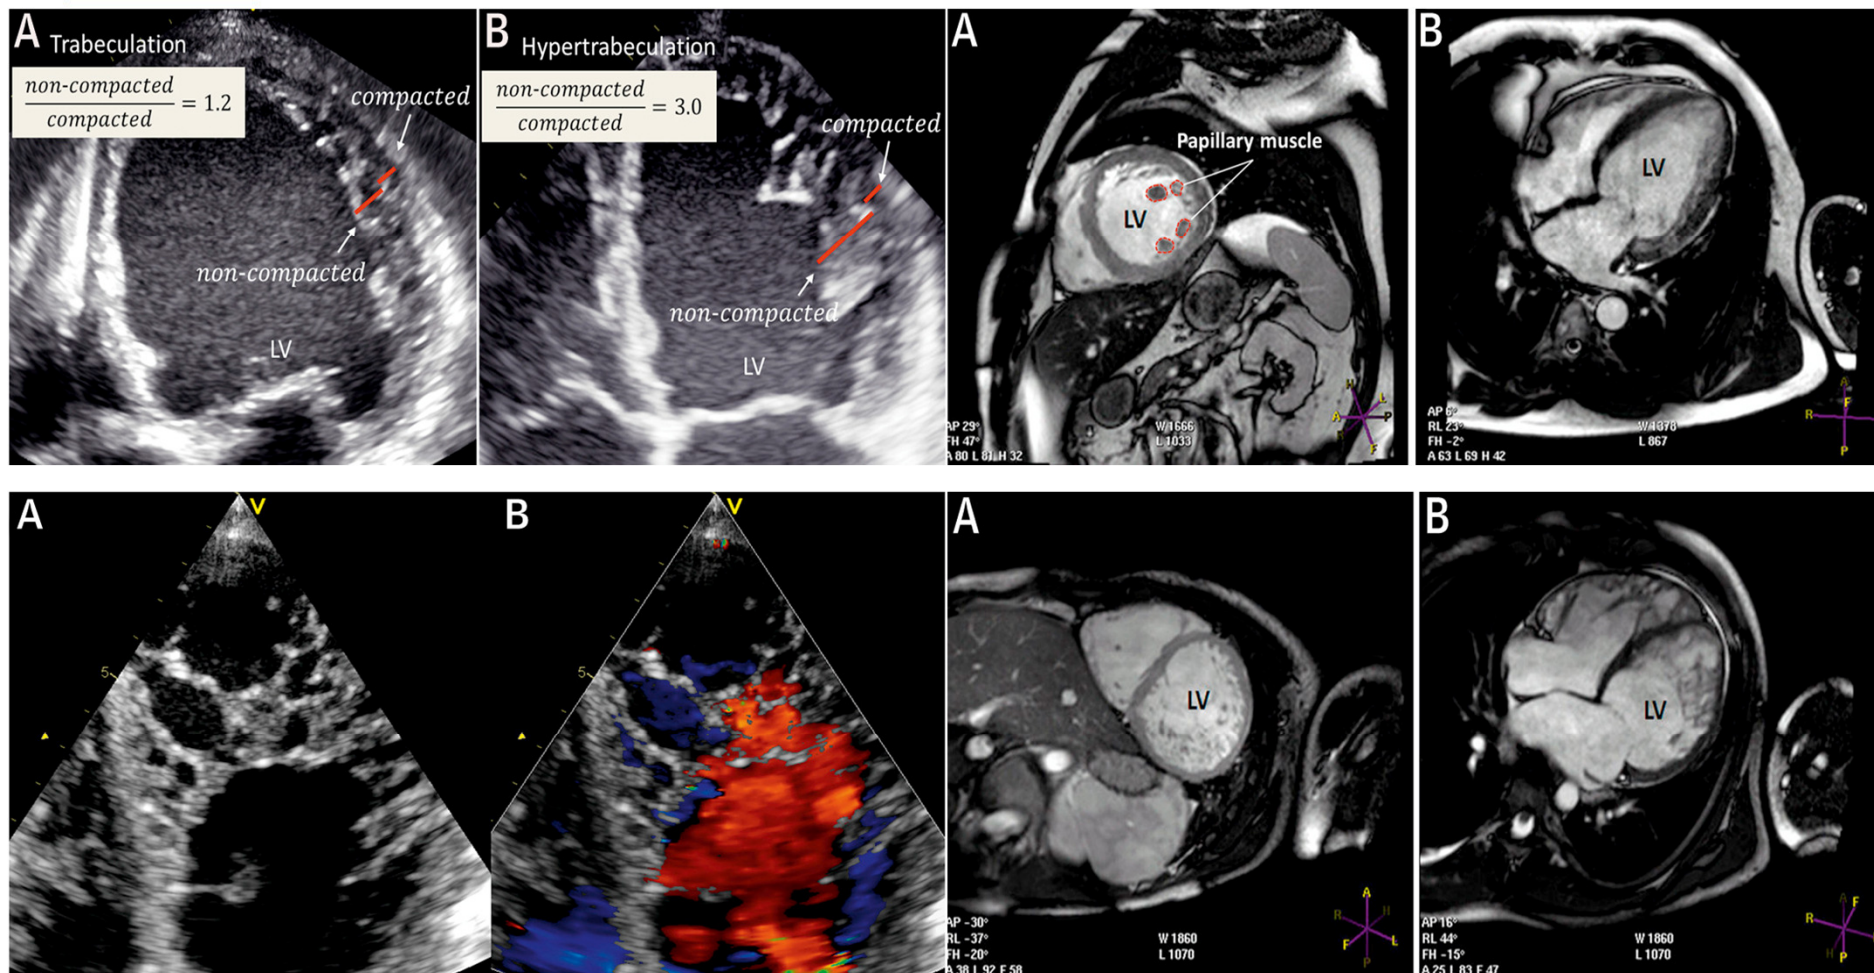 A
Trabeculation
non-compacted
compacted
= 1.2
compacted
non-compacted
LV
B
Hypertrabeculation
non-compacted
compacted
= 3.0
compacted
non-compacted
LV
A
Papillary muscle
LV
AP 29°
FH 47°
A 80 L 81 H 32
W 1666
L 1033
H
L
A
P
F
B
LV
AP 6°
RL 23°
FH -2°
A 63 L 69 H 42
W 1378
L 867
A
F
R
P
A
V
5
B
V
5
A
LV
AP -30°
RL -37°
FH -20°
A 38 L 92 F 58
W 1860
L 1070
A
R
H
F
L
P
B
LV
AP 16°
RL 44°
FH -15°
A 25 L 83 F 47
W 1860
L 1070
A
F
R
H
P